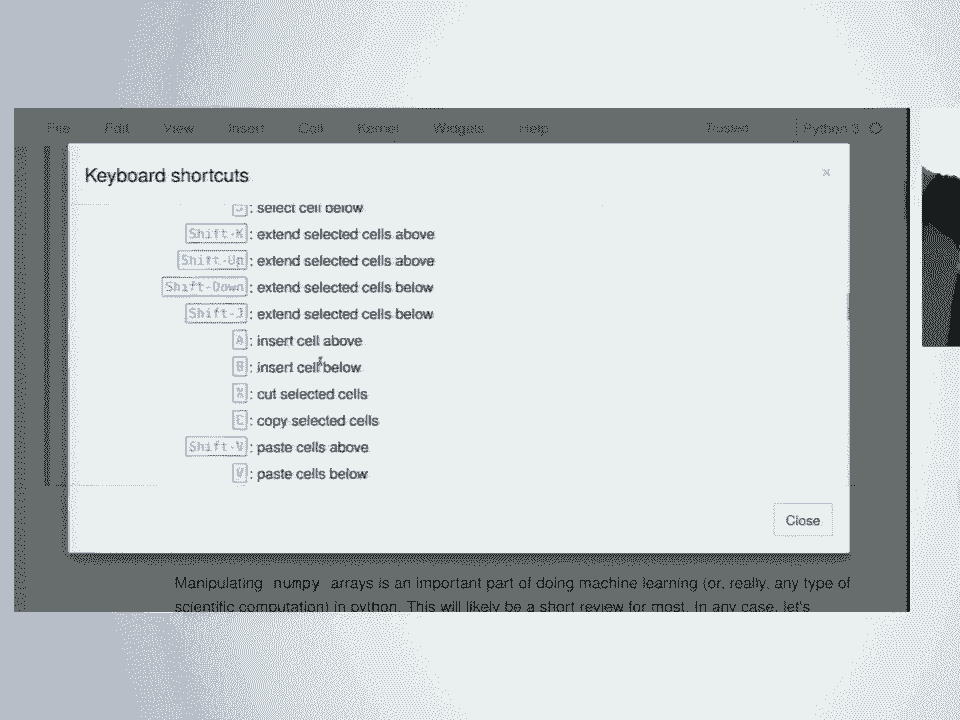 File Edit View Insert Cell Kernel Widgets Help Trusted Python 3
Keyboard shortcuts ×
J : select cell below
Shift-K : extend selected cells above
Shift-Up : extend selected cells above
Shift-Down : extend selected cells below
Shift-J : extend selected cells below
A : insert cell above
B : insert cell below
X : cut selected cells
C : copy selected cells
Shift-V : paste cells above
V : paste cells below
Close
Manipulating numpy arrays is an important part of doing machine learning (or, really, any type of
scientific computation) in python. This will likely be a short review for most. In any case, let's